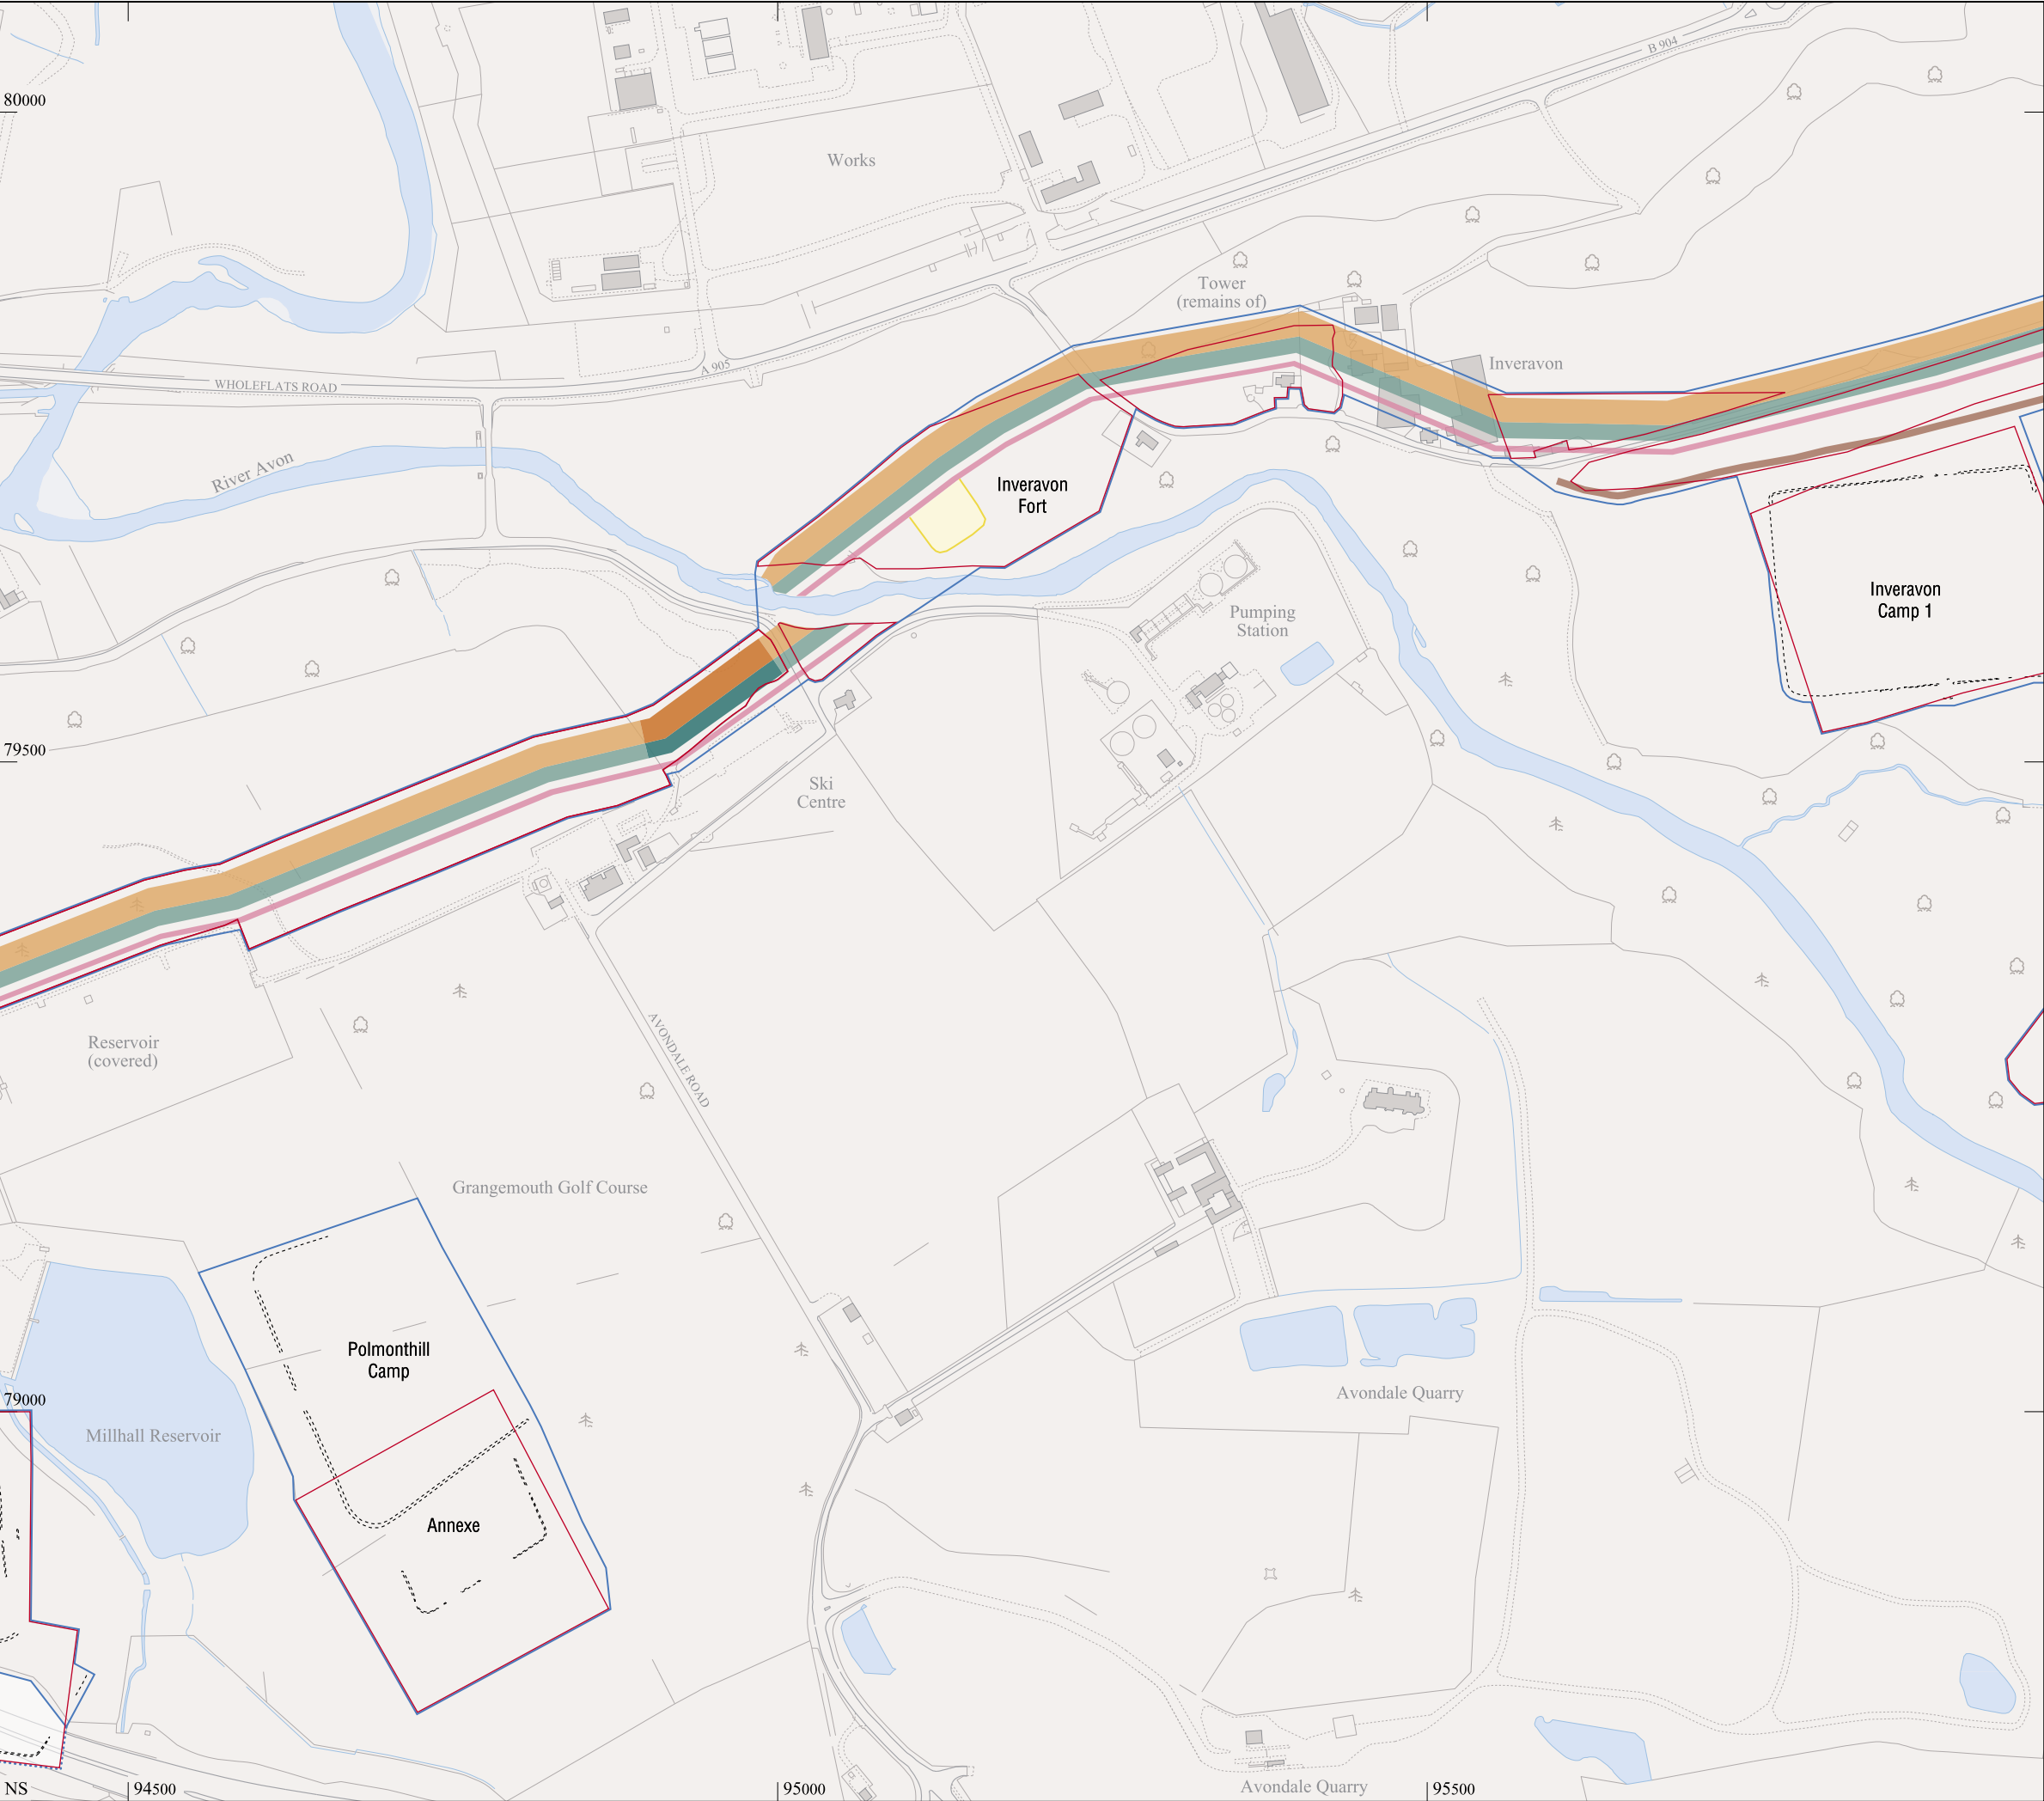 B 904
80000
Works
Tower
(remains of)
Inveravon
A 905
WHOLEFLATS ROAD
River Avon
Inveravon
Fort
Inveravon
Camp 1
Pumping
Station
79500
Ski
Centre
Reservoir
(covered)
AVONDALE ROAD
Grangemouth Golf Course
Polmonthill
Camp
79000
Avondale Quarry
Millhall Reservoir
Annexe
NS
94500
95000
95500
Avondale Quarry